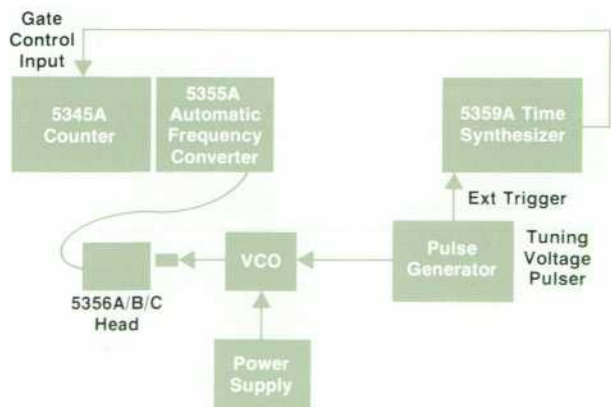 Gate
Control
Input
5345A
Counter
5355A
Automatic
Frequency
Converter
5359A Time
Synthesizer
Ext Trigger
5356A/B/C
Head
VCO
Pulse
Generator
Tuning
Voltage
Pulser
Power
Supply